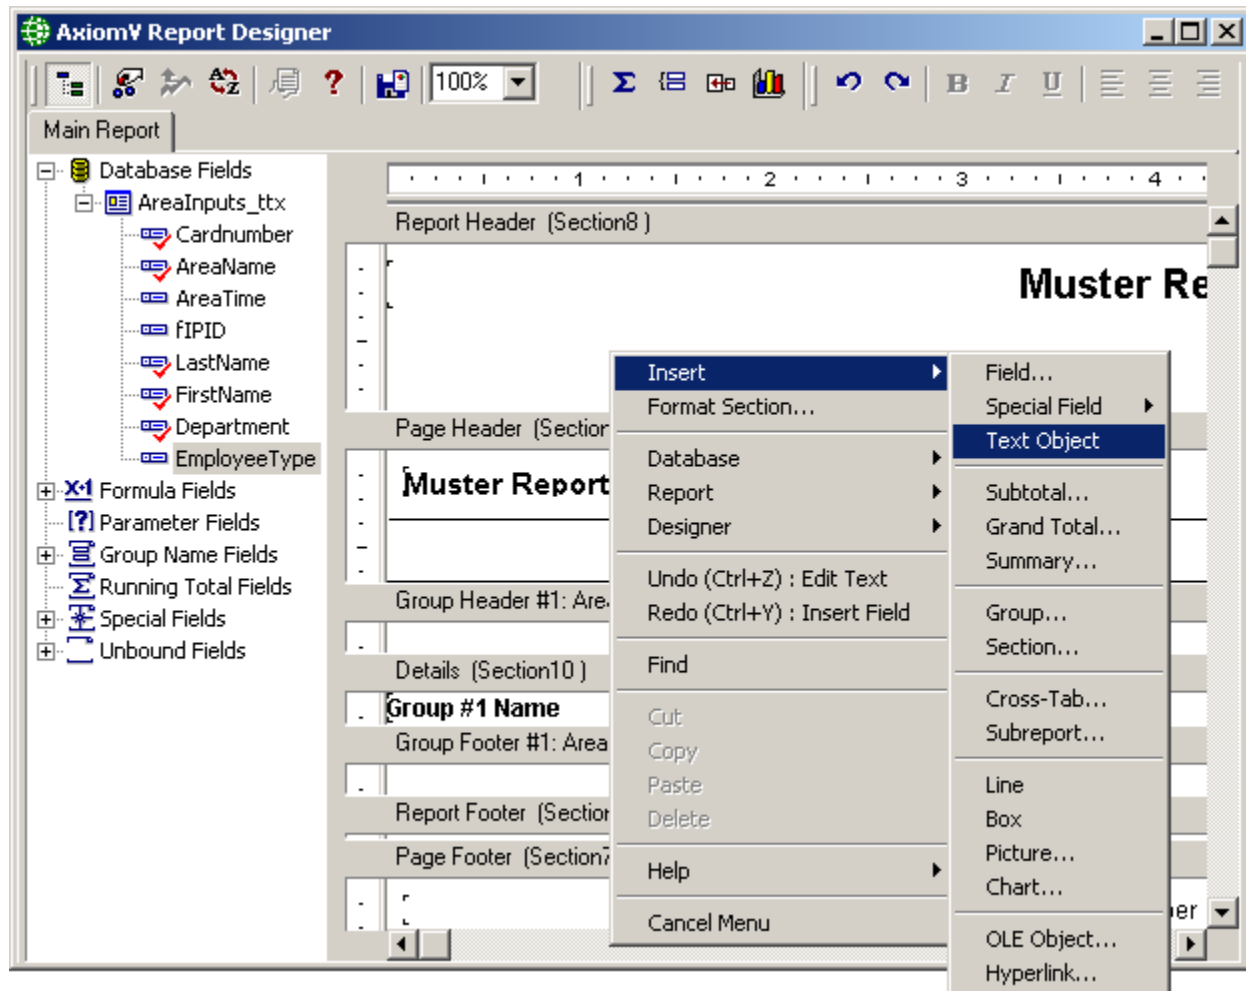 AxiomV Report Designer
100%
B I U
Main Report
Database Fields
AreaInputs_ttx
Cardnumber
AreaName
AreaTime
fIPID
LastName
FirstName
Department
EmployeeType
Formula Fields
Parameter Fields
Group Name Fields
Running Total Fields
Special Fields
Unbound Fields
1 2 3 4
Report Header (Section8 )
Muster Re
Page Header (Section
Muster Report
Group Header #1: Are
Details (Section10 )
Group #1 Name
Group Footer #1: Area
Report Footer (Section
Page Footer (Section7
er
Insert
Format Section...
Database
Report
Designer
Undo (Ctrl+Z) : Edit Text
Redo (Ctrl+Y) : Insert Field
Find
Cut
Copy
Paste
Delete
Help
Cancel Menu
Field...
Special Field
Text Object
Subtotal...
Grand Total...
Summary...
Group...
Section...
Cross-Tab...
Subreport...
Line
Box
Picture...
Chart...
OLE Object...
Hyperlink...